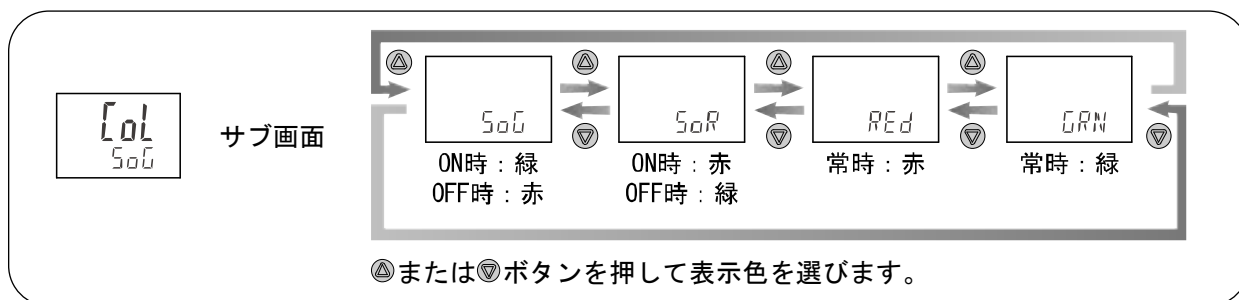 CoL
SoG
サブ画面
SoG
ON時：緑
OFF時：赤
SoR
ON時：赤
OFF時：緑
REd
常時：赤
GRN
常時：緑
または ボタンを押して表示色を選びます。